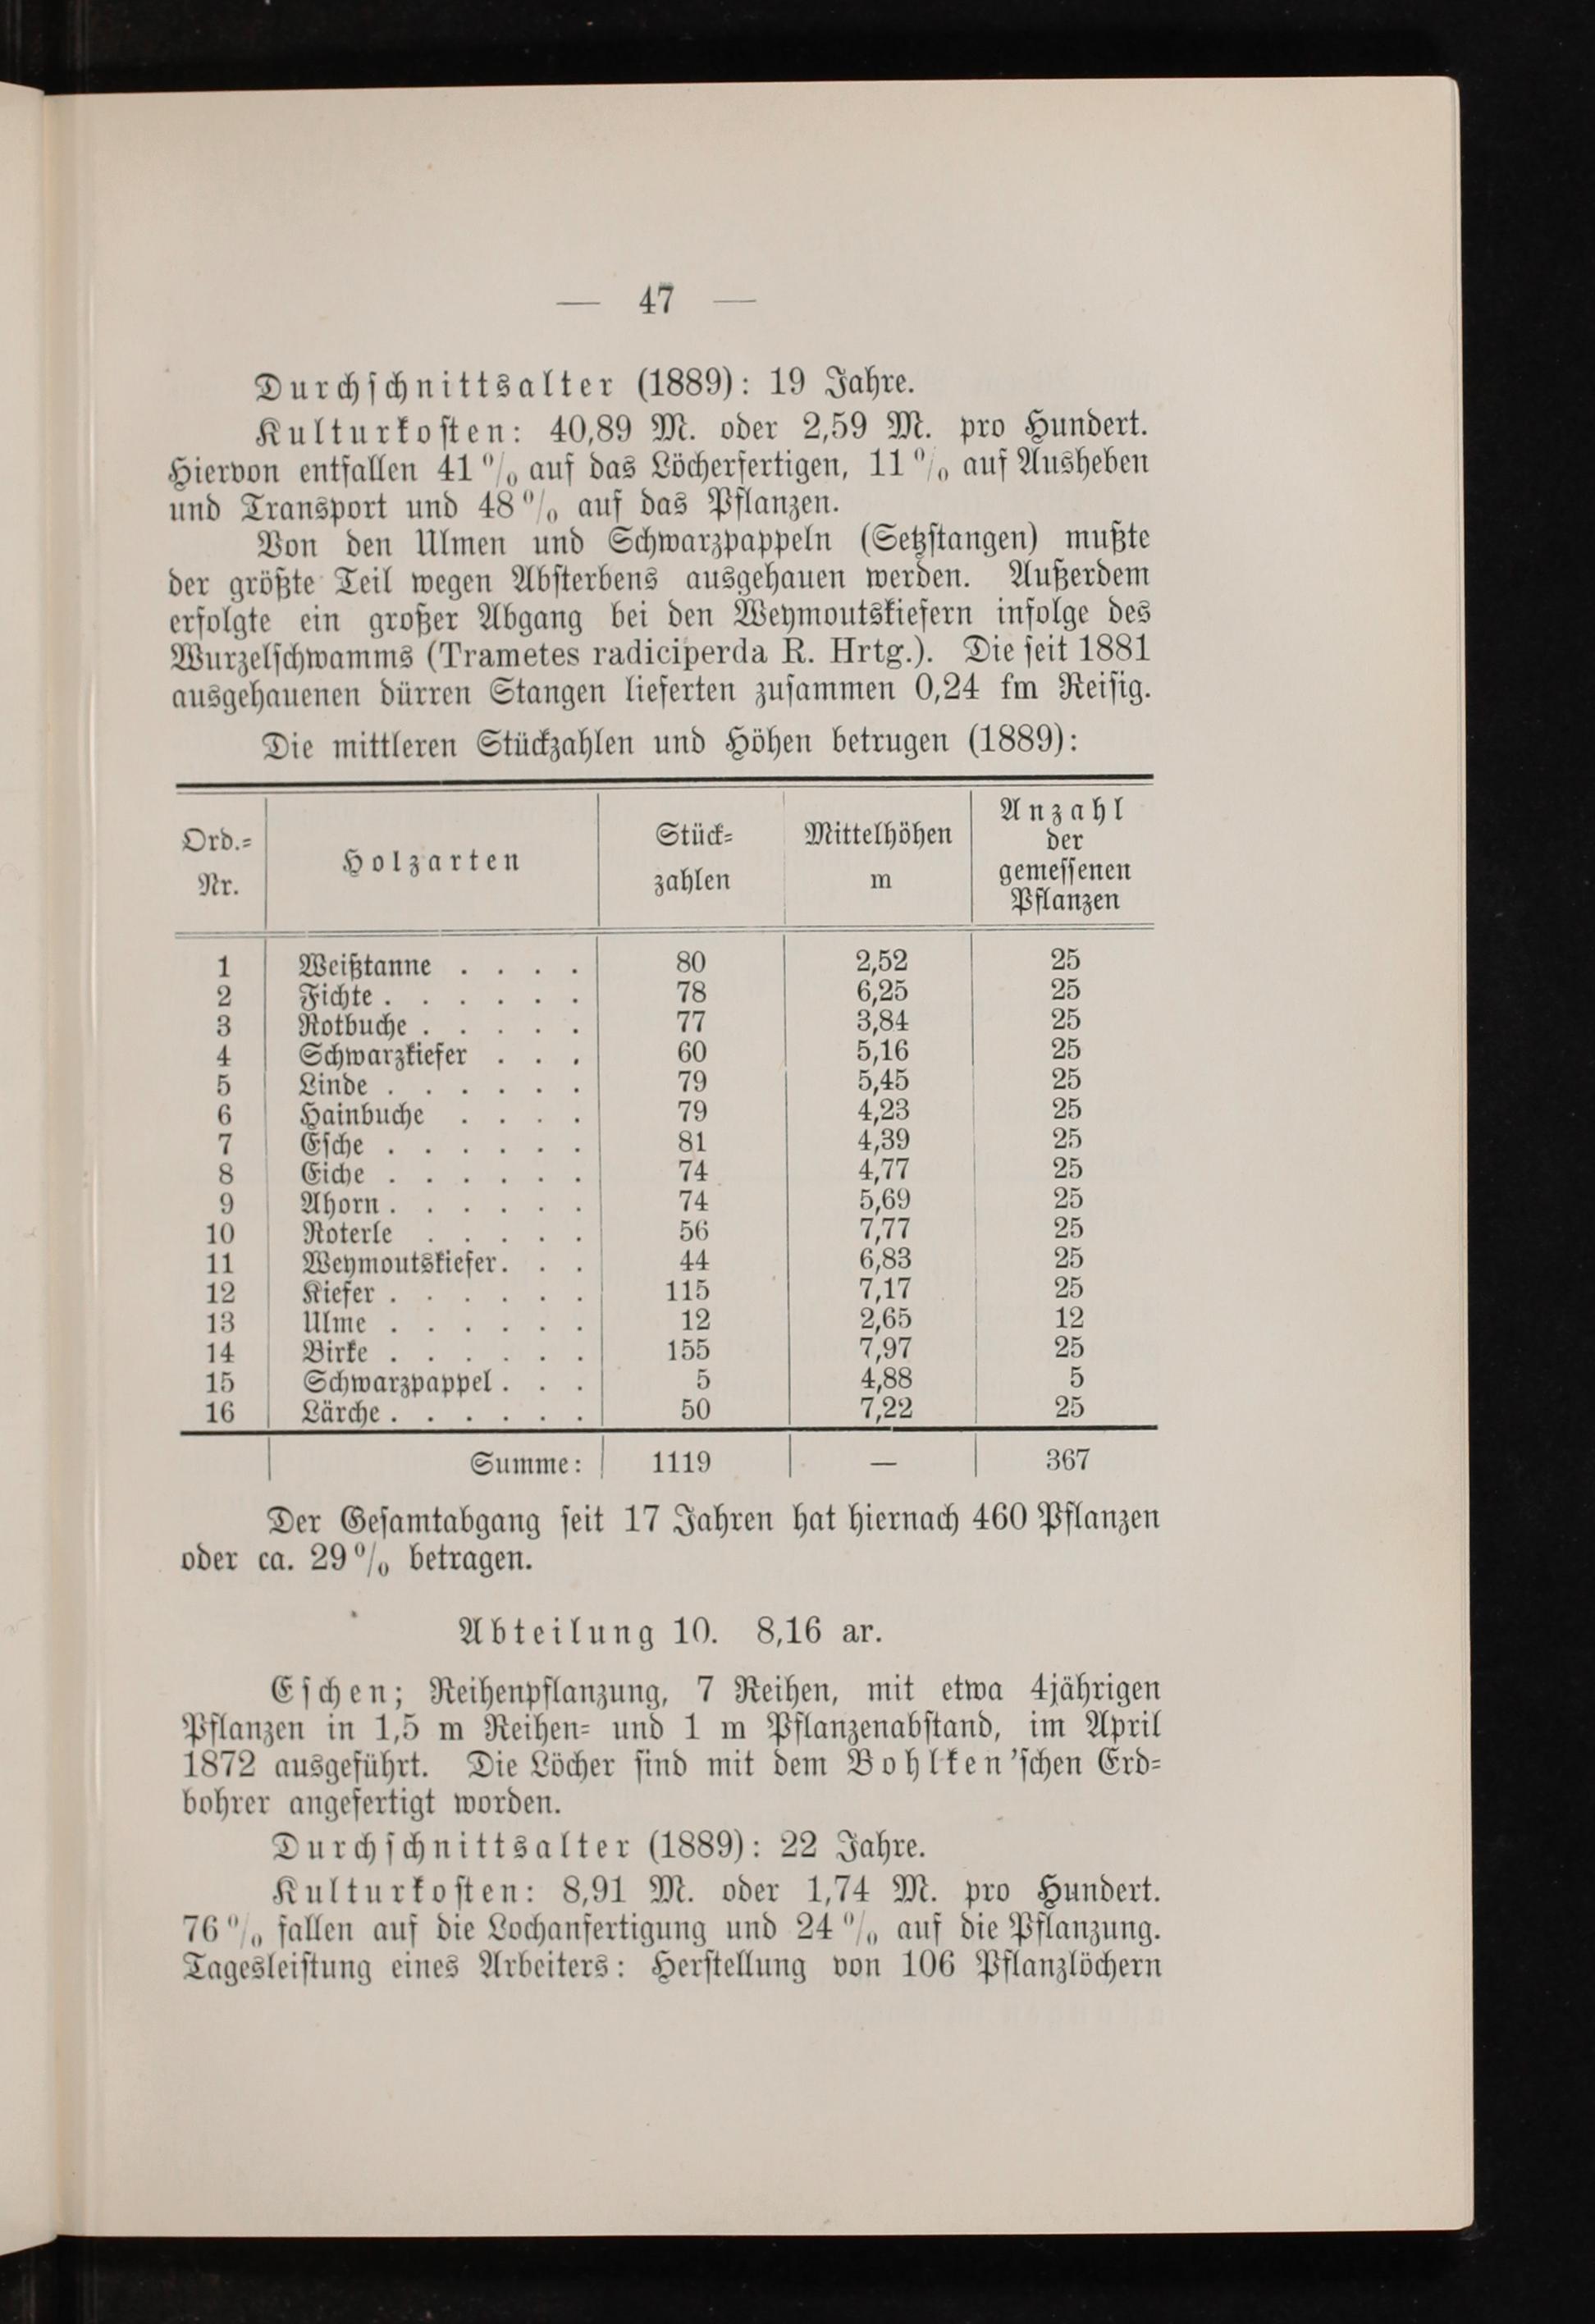 — 47 —
Durchſchnittsalter (1889): 19 Jahre.
Kulturkoſten: 40,89 M. oder 2,59 M. pro Hundert.
Hiervon entfallen 41 % auf das Löcherfertigen, 11 % auf Ausheben
und Transport und 48 % auf das Pflanzen.
Von den Ulmen und Schwarzpappeln (Setzſtangen) mußte
der größte Teil wegen Abſterbens ausgehauen werden. Außerdem
erfolgte ein großer Abgang bei den Weymoutskiefern infolge des
Wurzelſchwamms (Trametes radiciperda R. Hrtg.). Die ſeit 1881
ausgehauenen dürren Stangen lieferten zuſammen 0,24 fm Reiſig.
Die mittleren Stückzahlen und Höhen betrugen (1889):
Ord.-Nr. Holzarten Stück-zahlen Mittelhöhen m Anzahl der gemeſſenen Pflanzen
1 Weißtanne . . . . 80 2,52 25
2 Fichte . . . . . . 78 6,25 25
3 Rotbuche . . . . . 77 3,84 25
4 Schwarzkiefer . . . 60 5,16 25
5 Linde . . . . . . 79 5,45 25
6 Hainbuche . . . . 79 4,23 25
7 Eſche . . . . . . 81 4,39 25
8 Eiche . . . . . . 74 4,77 25
9 Ahorn . . . . . . 74 5,69 25
10 Roterle . . . . . 56 7,77 25
11 Weymoutskiefer . . . 44 6,83 25
12 Kiefer . . . . . . 115 7,17 25
13 Ulme . . . . . . 12 2,65 12
14 Birke . . . . . . 155 7,97 25
15 Schwarzpappel . . . 5 4,88 5
16 Lärche . . . . . . 50 7,22 25
Summe: 1119 — 367
Der Geſamtabgang ſeit 17 Jahren hat hiernach 460 Pflanzen
oder ca. 29 % betragen.
Abteilung 10. 8,16 ar.
Eſchen; Reihenpflanzung, 7 Reihen, mit etwa 4jährigen
Pflanzen in 1,5 m Reihen- und 1 m Pflanzenabſtand, im April
1872 ausgeführt. Die Löcher ſind mit dem Bohlken'ſchen Erd-
bohrer angefertigt worden.
Durchſchnittsalter (1889): 22 Jahre.
Kulturkoſten: 8,91 M. oder 1,74 M. pro Hundert.
76 % fallen auf die Lochanfertigung und 24 % auf die Pflanzung.
Tagesleiſtung eines Arbeiters: Herſtellung von 106 Pflanzlöchern